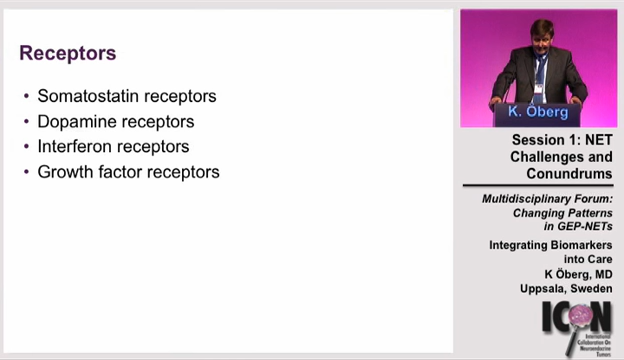 Receptors
• Somatostatin receptors
• Dopamine receptors
• Interferon receptors
• Growth factor receptors
K. Öberg
Session 1: NET
Challenges and
Conundrums
Multidisciplinary Forum:
Changing Patterns
in GEP-NETs
Integrating Biomarkers
into Care
K Öberg, MD
Uppsala, Sweden
ICON
International
Collaboration On
Neuroendocrine
Tumors